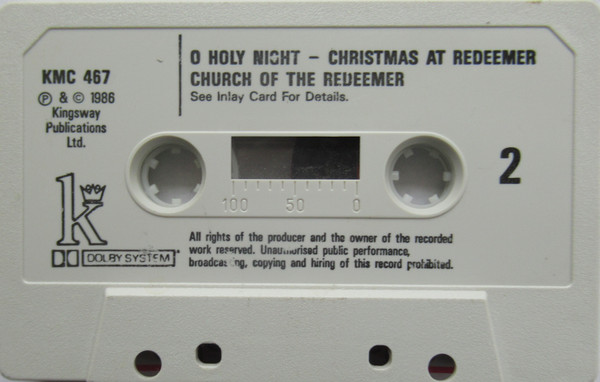 O HOLY NIGHT – CHRISTMAS AT REDEEMER
CHURCH OF THE REDEEMER
See Inlay Card For Details.
KMC 467
Ⓟ & © 1986
Kingsway
Publications
Ltd.
2
100 50 0
k
DOLBY SYSTEM
All rights of the producer and the owner of the recorded
work reserved. Unauthorised public performance,
broadcasting, copying and hiring of this record prohibited.